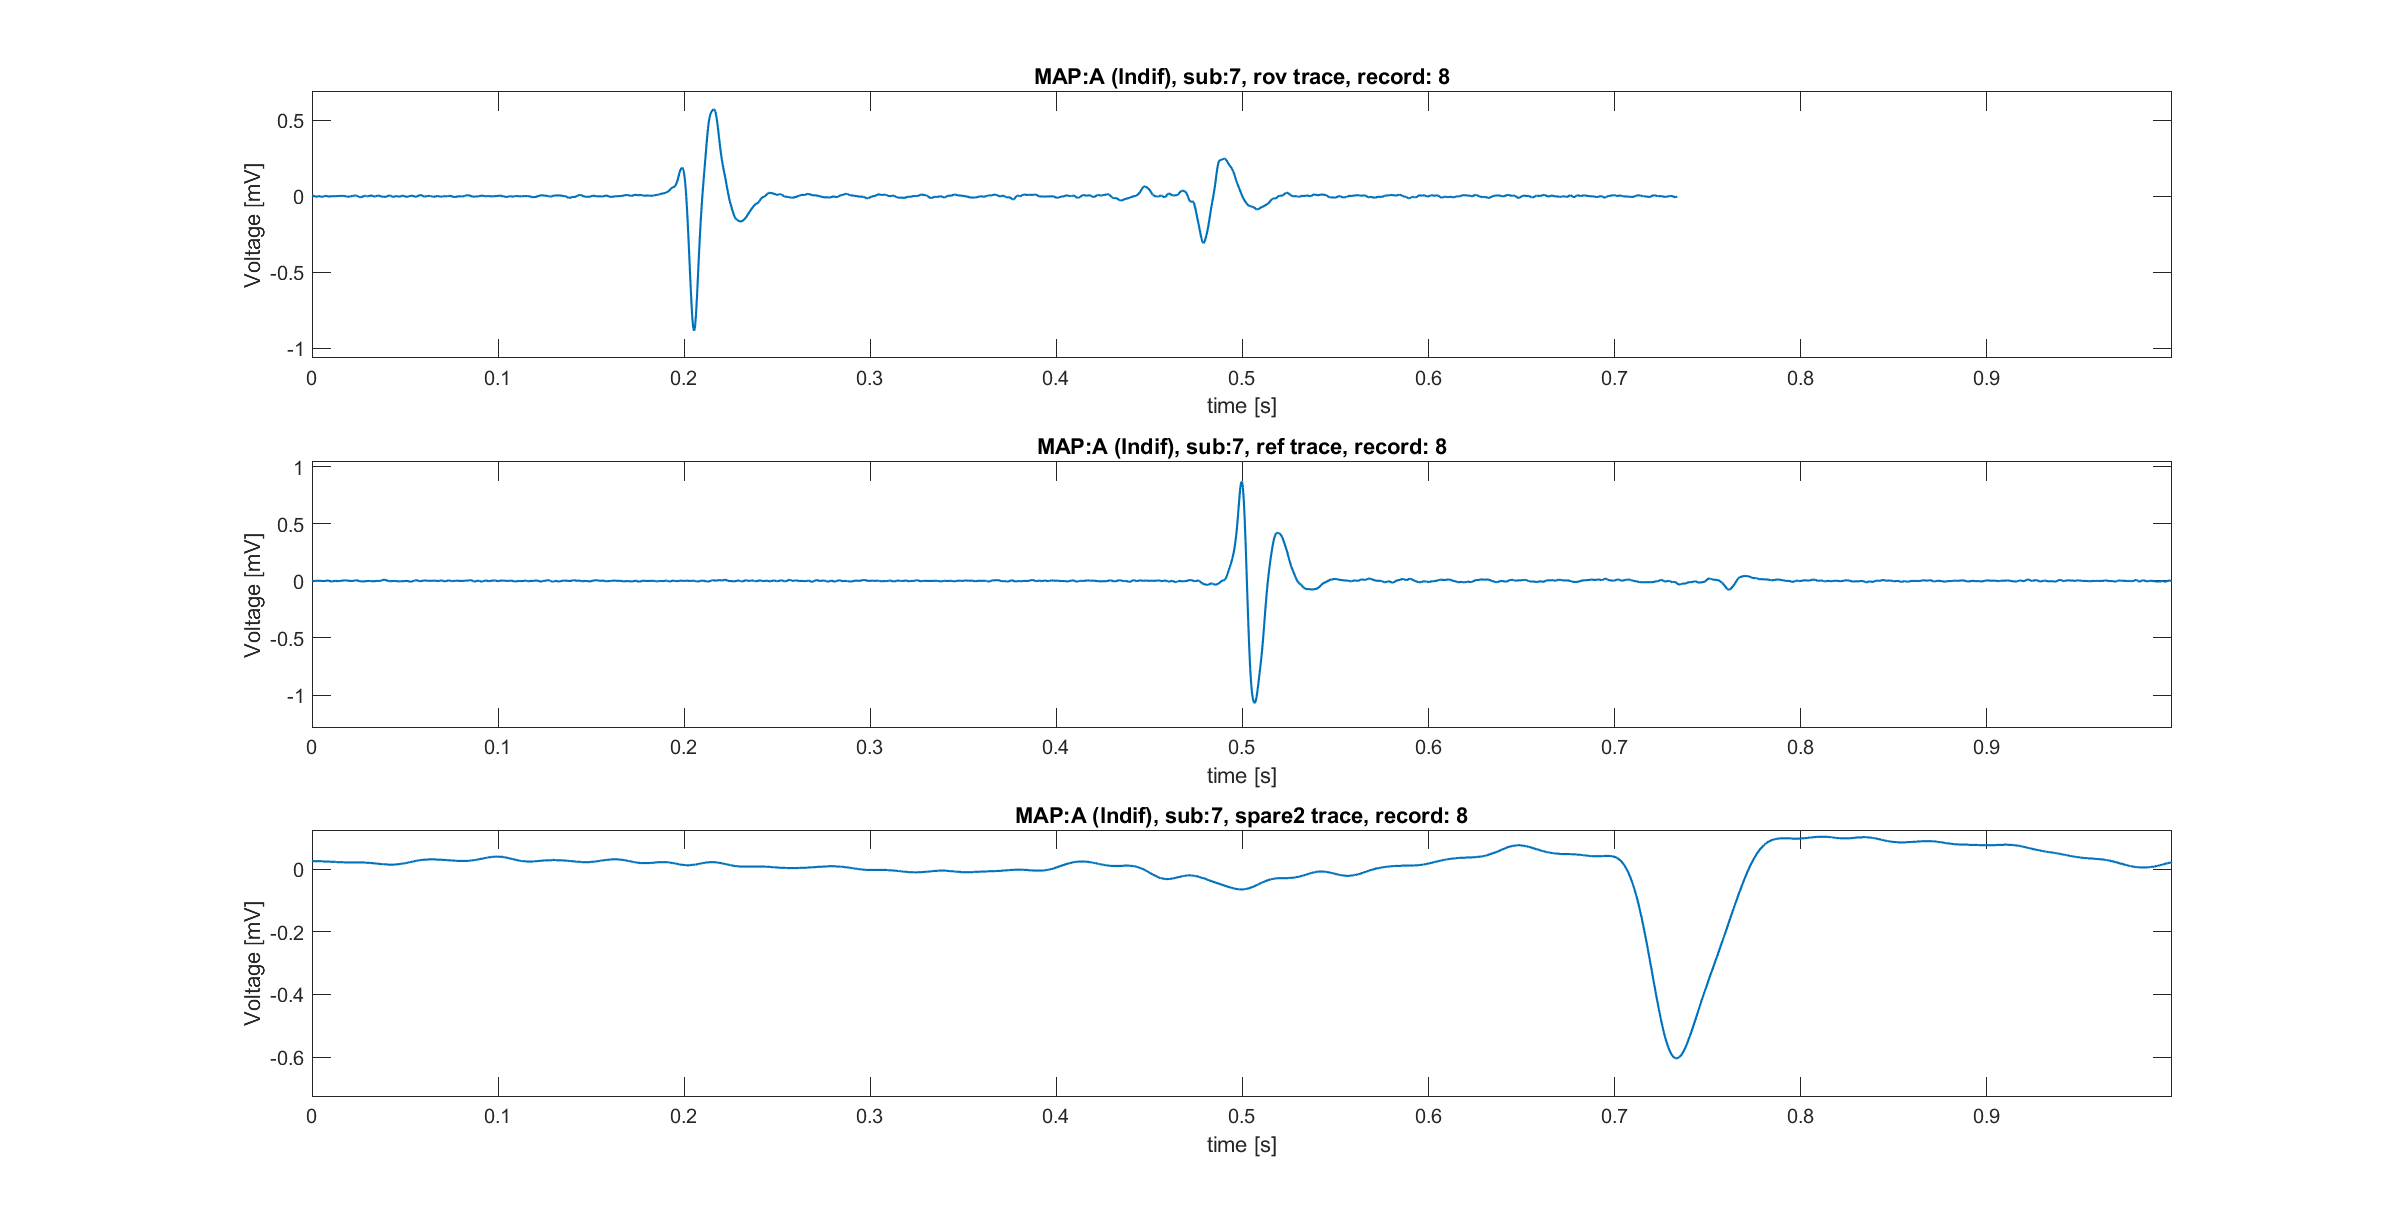 MAP:A (Indif), sub:7, rov trace, record: 8
Voltage [mV]
0.5
0
-0.5
-1
0 0.1 0.2 0.3 0.4 0.5 0.6 0.7 0.8 0.9
time [s]
MAP:A (Indif), sub:7, ref trace, record: 8
Voltage [mV]
1
0.5
0
-0.5
-1
0 0.1 0.2 0.3 0.4 0.5 0.6 0.7 0.8 0.9
time [s]
MAP:A (Indif), sub:7, spare2 trace, record: 8
Voltage [mV]
0
-0.2
-0.4
-0.6
0 0.1 0.2 0.3 0.4 0.5 0.6 0.7 0.8 0.9
time [s]